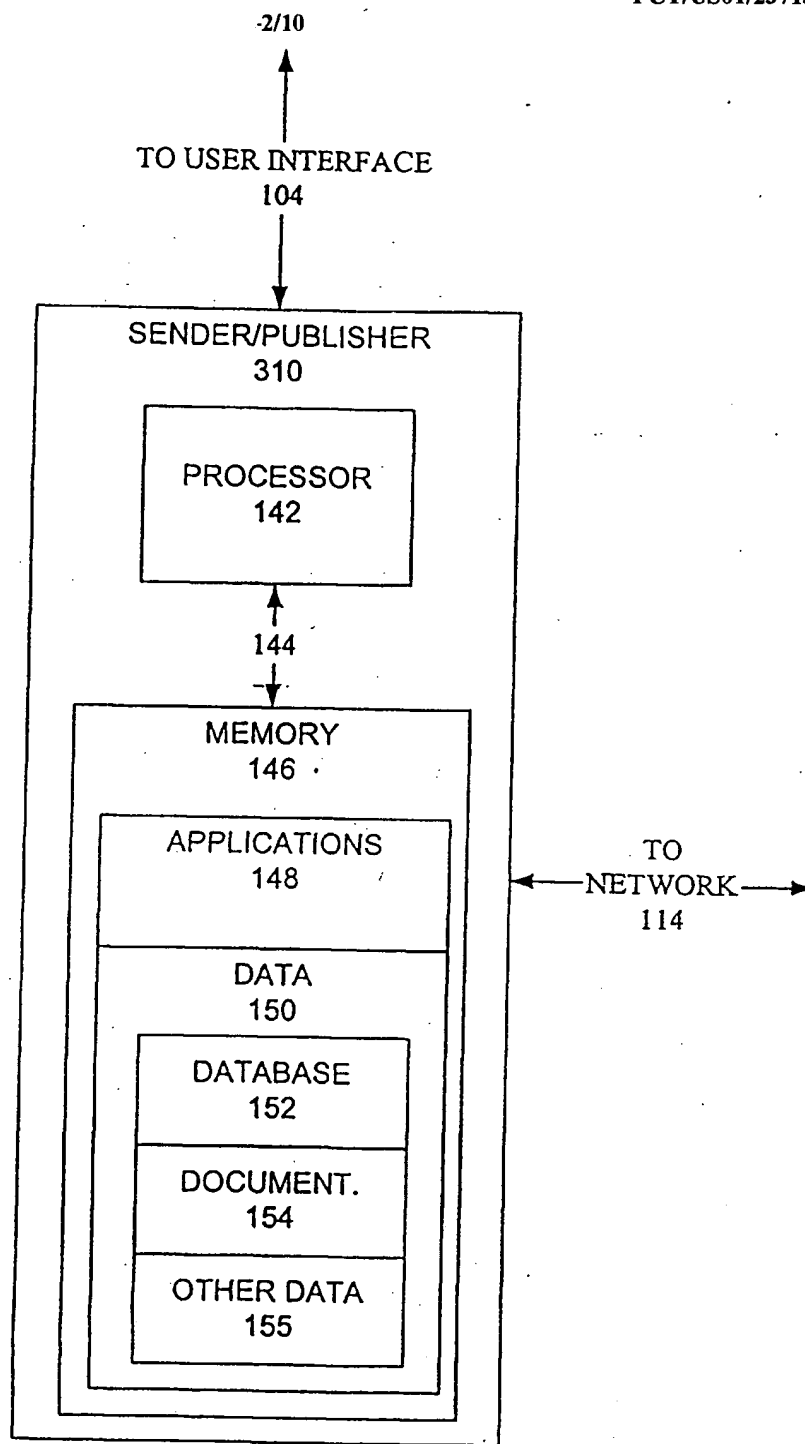 -2/10
TO USER INTERFACE
104
SENDER/PUBLISHER
310
PROCESSOR
142
144
MEMORY
146
APPLICATIONS
148
TO
NETWORK
114
DATA
150
DATABASE
152
DOCUMENT.
154
OTHER DATA
155